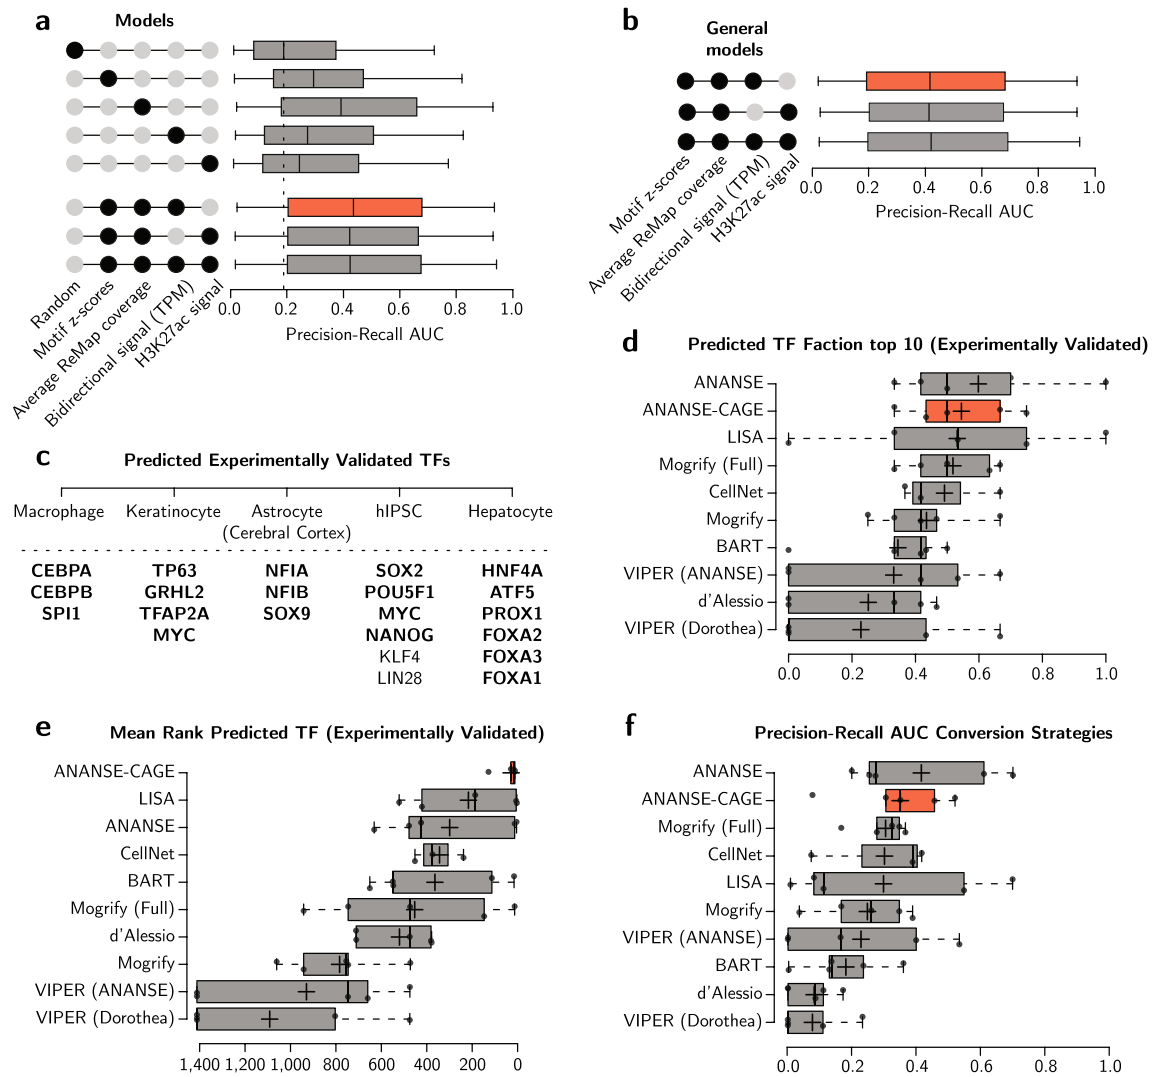 a
Models
Random
Motif z-scores
Average ReMap coverage
Bidirectional signal (TPM)
H3K27ac signal
0.0 0.2 0.4 0.6 0.8 1.0
Precision-Recall AUC
b
General
models
Motif z-scores
Average ReMap coverage
Bidirectional signal (TPM)
H3K27ac signal
0.0 0.2 0.4 0.6 0.8 1.0
Precision-Recall AUC
c
Predicted Experimentally Validated TFs
Macrophage Keratinocyte Astrocyte hIPSC Hepatocyte
(Cerebral Cortex)
CEBPA TP63 NFIA SOX2 HNF4A
CEBPB GRHL2 NFIB POU5F1 ATF5
SPI1 TFAP2A SOX9 MYC PROX1
MYC NANOG FOXA2
KLF4 FOXA3
LIN28 FOXA1
d
Predicted TF Faction top 10 (Experimentally Validated)
ANANSE
ANANSE-CAGE
LISA
Mogrify (Full)
CellNet
Mogrify
BART
VIPER (ANANSE)
d'Alessio
VIPER (Dorothea)
0.0 0.2 0.4 0.6 0.8 1.0
e
Mean Rank Predicted TF (Experimentally Validated)
ANANSE-CAGE
LISA
ANANSE
CellNet
BART
Mogrify (Full)
d'Alessio
Mogrify
VIPER (ANANSE)
VIPER (Dorothea)
1,400 1,200 1,000 800 600 400 200 0
f
Precision-Recall AUC Conversion Strategies
ANANSE
ANANSE-CAGE
Mogrify (Full)
CellNet
LISA
Mogrify
VIPER (ANANSE)
BART
d'Alessio
VIPER (Dorothea)
0.0 0.2 0.4 0.6 0.8 1.0